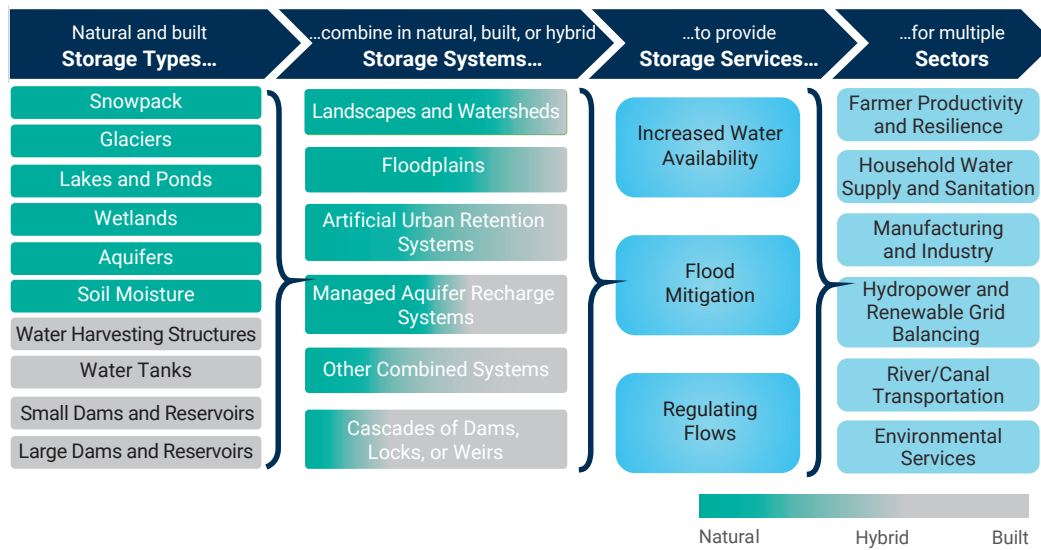 Natural and built
Storage Types...
...combine in natural, built, or hybrid
Storage Systems...
...to provide
Storage Services...
...for multiple
Sectors
Snowpack
Glaciers
Lakes and Ponds
Wetlands
Aquifers
Soil Moisture
Water Harvesting Structures
Water Tanks
Small Dams and Reservoirs
Large Dams and Reservoirs
Landscapes and Watersheds
Floodplains
Artificial Urban Retention
Systems
Managed Aquifer Recharge
Systems
Other Combined Systems
Cascades of Dams,
Locks, or Weirs
Increased Water
Availability
Flood
Mitigation
Regulating
Flows
Farmer Productivity
and Resilience
Household Water
Supply and Sanitation
Manufacturing
and Industry
Hydropower and
Renewable Grid
Balancing
River/Canal
Transportation
Environmental
Services
Natural
Hybrid
Built